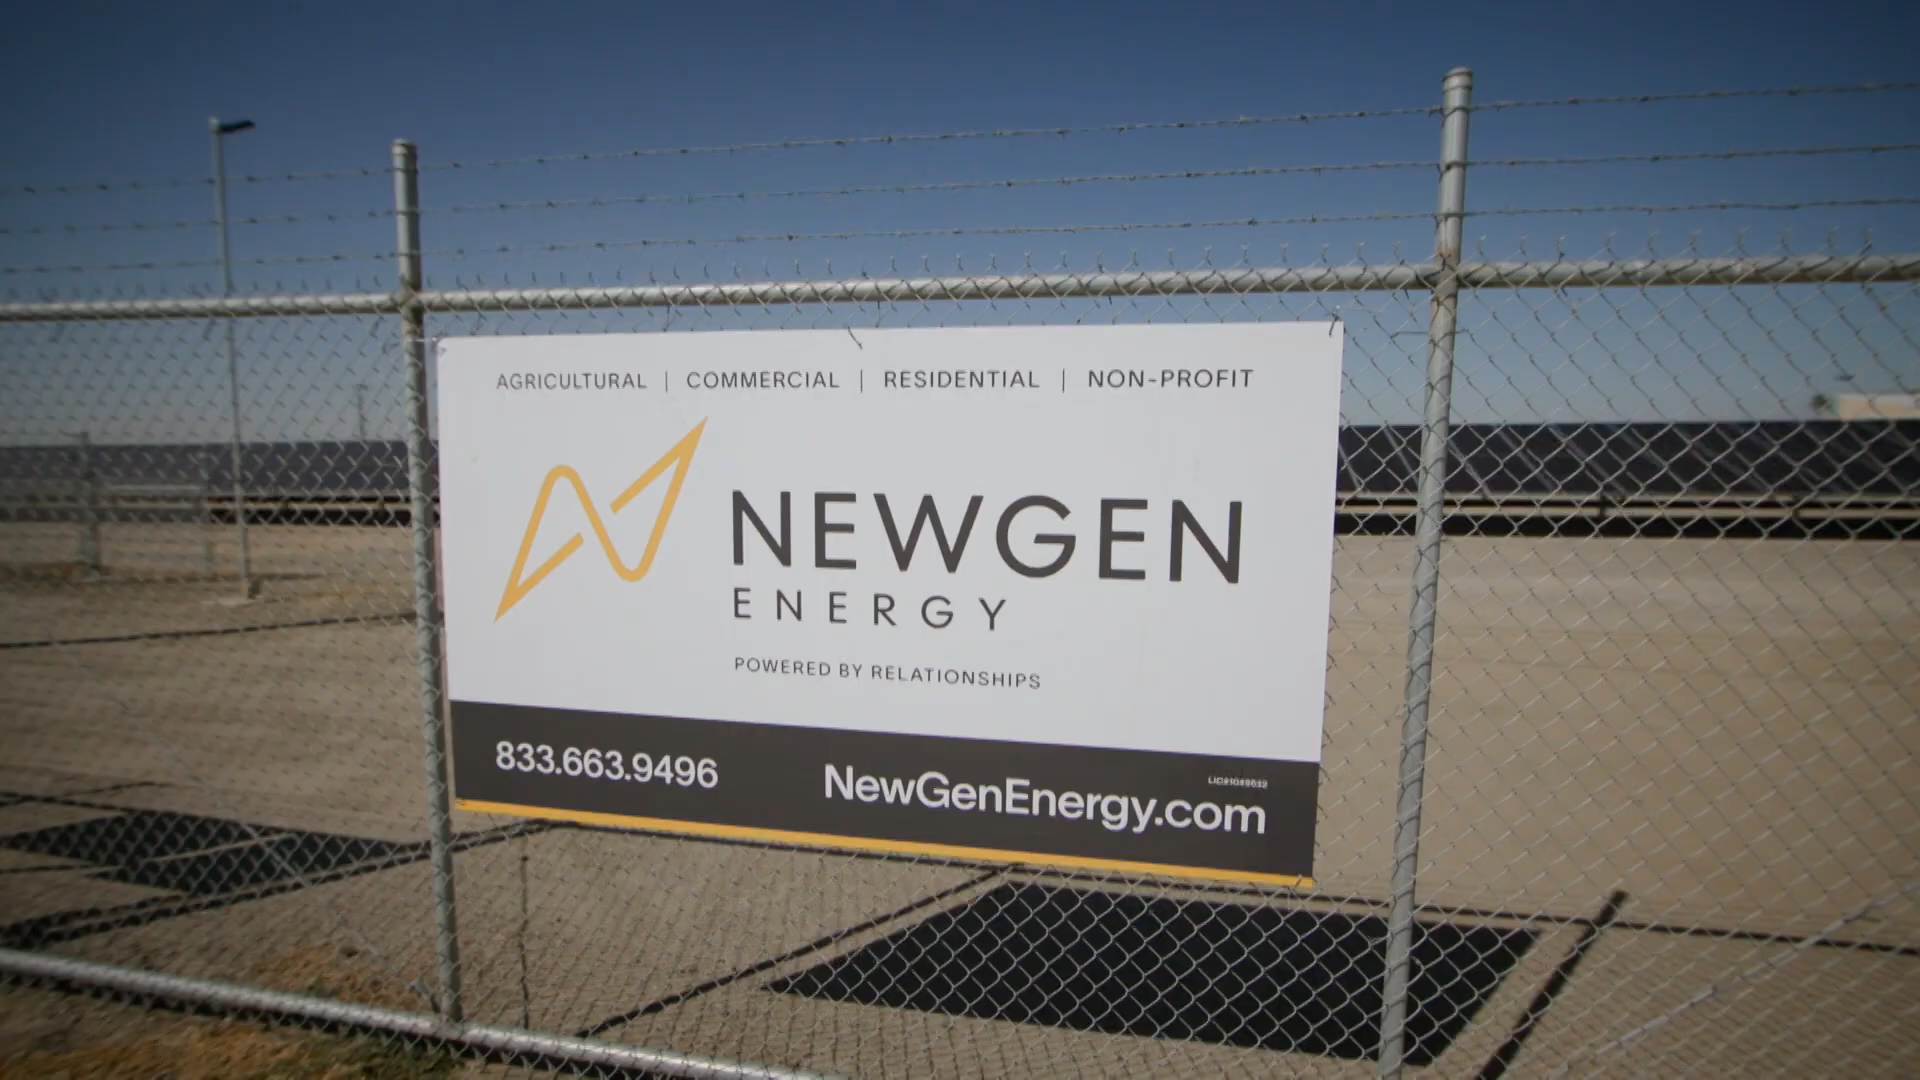 AGRICULTURAL | COMMERCIAL | RESIDENTIAL | NON-PROFIT
NEWGEN
ENERGY
POWERED BY RELATIONSHIPS
833.663.9496
NewGenEnergy.com